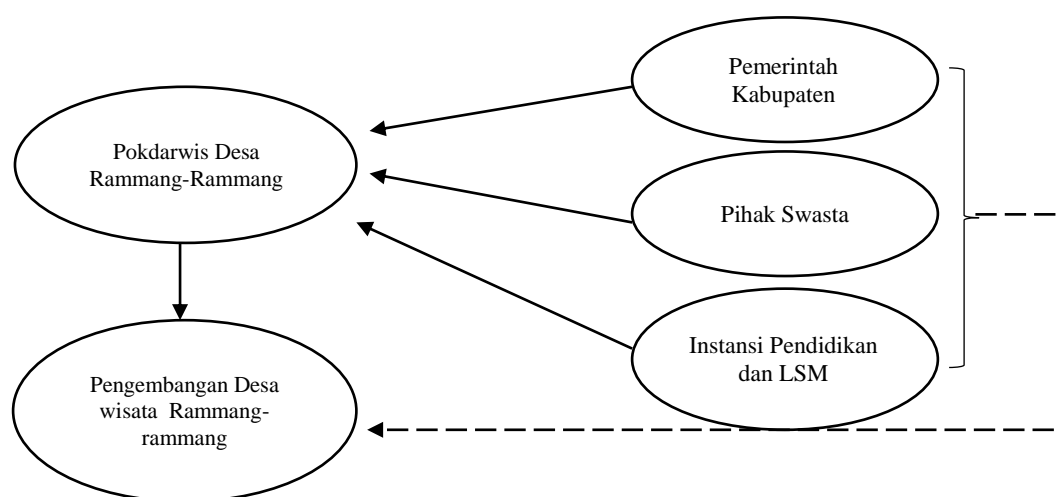 Pemerintah
Kabupaten
Pokdarwis Desa
Rammang-Rammang
Pihak Swasta
Instansi Pendidikan
dan LSM
Pengembangan Desa
wisata Rammang-
rammang